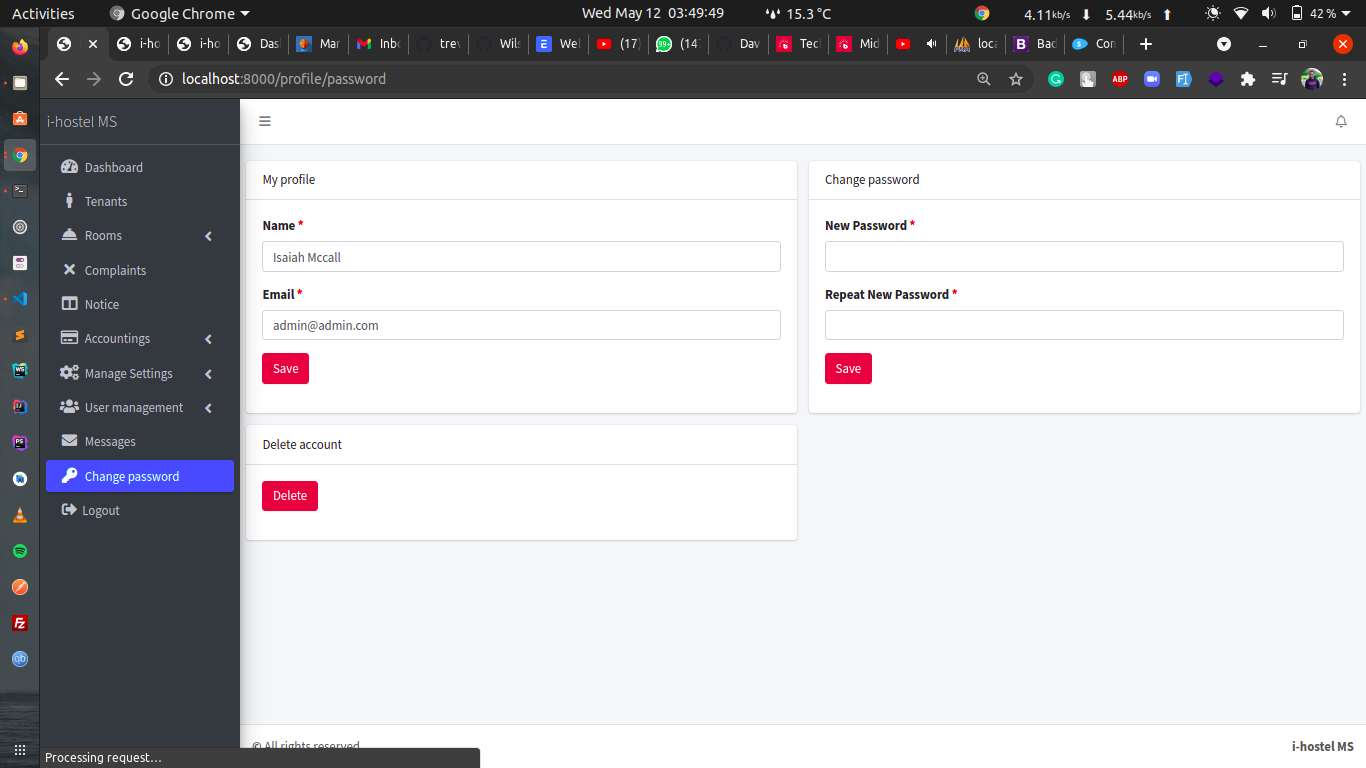 Activities Google Chrome Wed May 12 03:49:49 15.3 °C 4.11kb/s 5.44kb/s 42 %
i-ho i-ho Das Mar Inbo trev Wils Wel (17) (14 Dav Tecl Mid loca Bad Con
localhost:8000/profile/password
i-hostel MS
Dashboard
Tenants
Rooms
Complaints
Notice
Accountings
Manage Settings
User management
Messages
Change password
Logout
My profile
Name *
Isaiah Mccall
Email *
admin@admin.com
Save
Change password
New Password *
Repeat New Password *
Save
Delete account
Delete
© All rights reserved
i-hostel MS
Processing request...